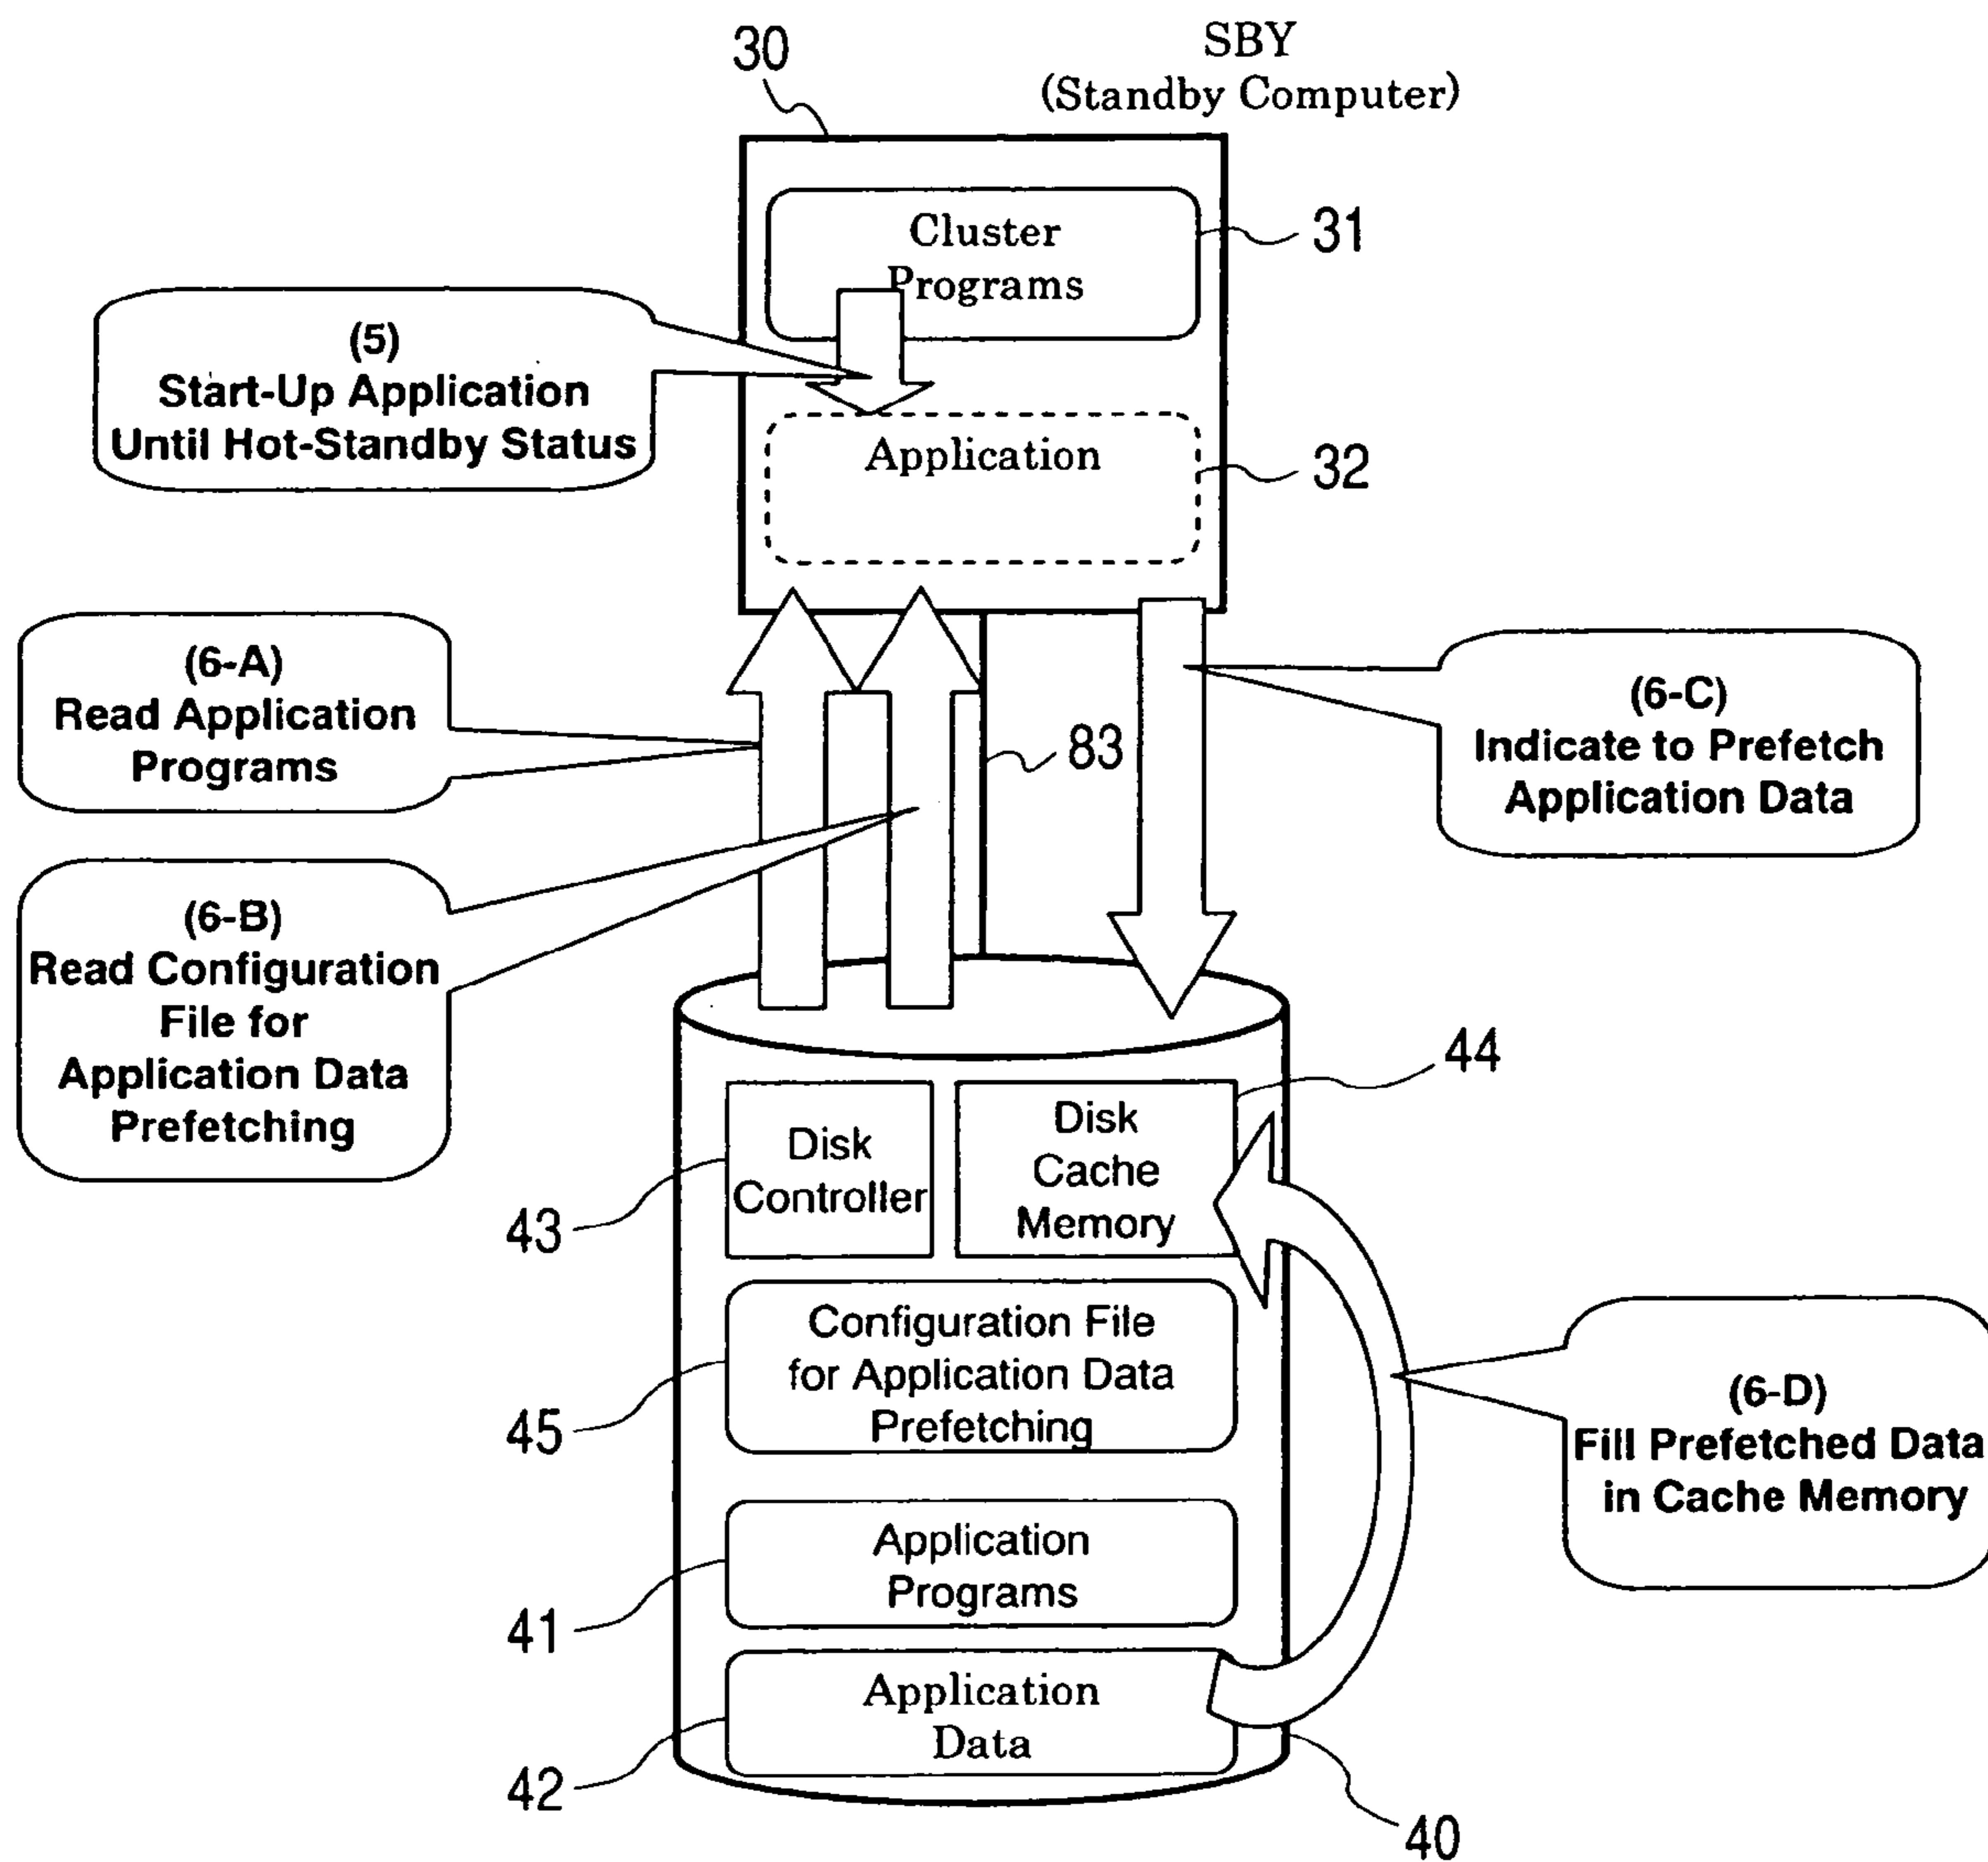 30
SBY
(Standby Computer)
Cluster
Programs
31
(5)
Start-Up Application
Until Hot-Standby Status
Application
32
(6-A)
Read Application
Programs
83
(6-C)
Indicate to Prefetch
Application Data
(6-B)
Read Configuration
File for
Application Data
Prefetching
44
Disk
Controller
Disk
Cache
Memory
43
Configuration File
for Application Data
Prefetching
45
(6-D)
Fill Prefetched Data
in Cache Memory
Application
Programs
41
Application
Data
42
40